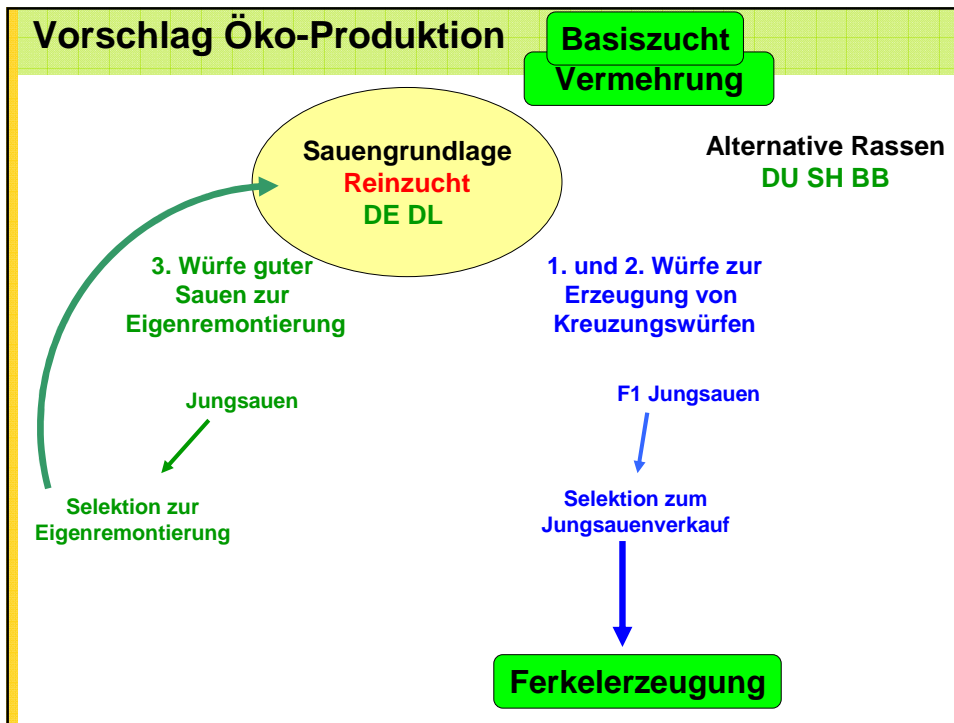 Vorschlag Öko-Produktion
Basiszucht
Vermehrung
Sauengrundlage
Reinzucht
DE DL
Alternative Rassen
DU SH BB
3. Würfe guter
Sauen zur
Eigenremontierung
1. und 2. Würfe zur
Erzeugung von
Kreuzungswürfen
Jungsauen
F1 Jungsauen
Selektion zur
Eigenremontierung
Selektion zum
Jungsauenverkauf
Ferkelerzeugung